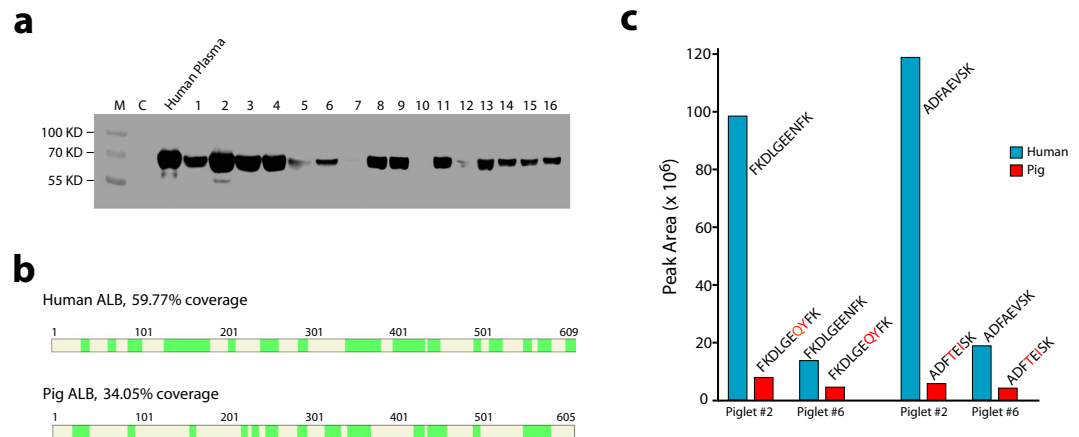 a
M C Human Plasma 1 2 3 4 5 6 7 8 9 10 11 12 13 14 15 16
100 KD
70 KD
55 KD
b
Human ALB, 59.77% coverage
1 101 201 301 401 501 609
Pig ALB, 34.05% coverage
1 101 201 301 401 501 605
c
Peak Area (x 10⁶)
120
100
80
60
40
20
0
Human
Pig
FKDLGEENFK
FKDLGEQYFK
FKDLGEENFK
FKDLGEQYFK
ADFAEVSK
ADFTEISK
ADFAEVSK
ADFTEISK
Piglet #2 Piglet #6 Piglet #2 Piglet #6